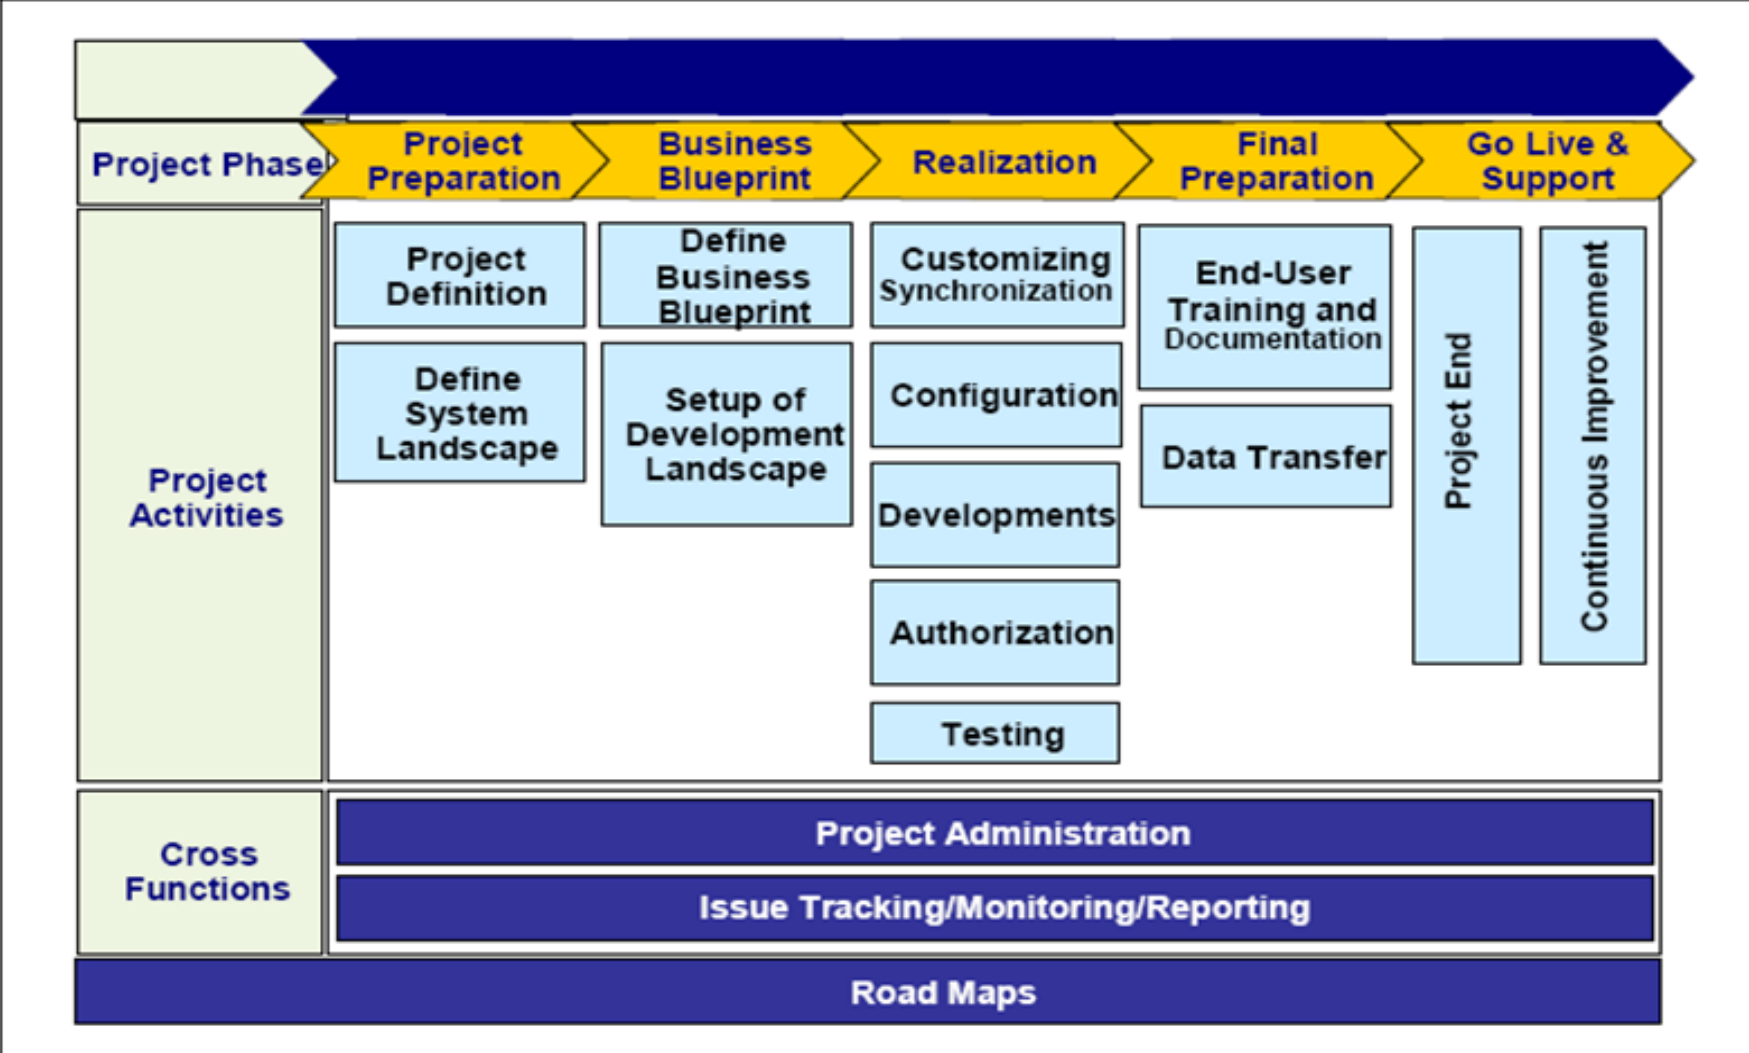 Project Phase
Project
Preparation
Business
Blueprint
Realization
Final
Preparation
Go Live &
Support
Project
Activities
Project
Definition
Define
System
Landscape
Define
Business
Blueprint
Setup of
Development
Landscape
Customizing
Synchronization
Configuration
Developments
Authorization
Testing
End-User
Training and
Documentation
Data Transfer
Project End
Continuous Improvement
Cross
Functions
Project Administration
Issue Tracking/Monitoring/Reporting
Road Maps